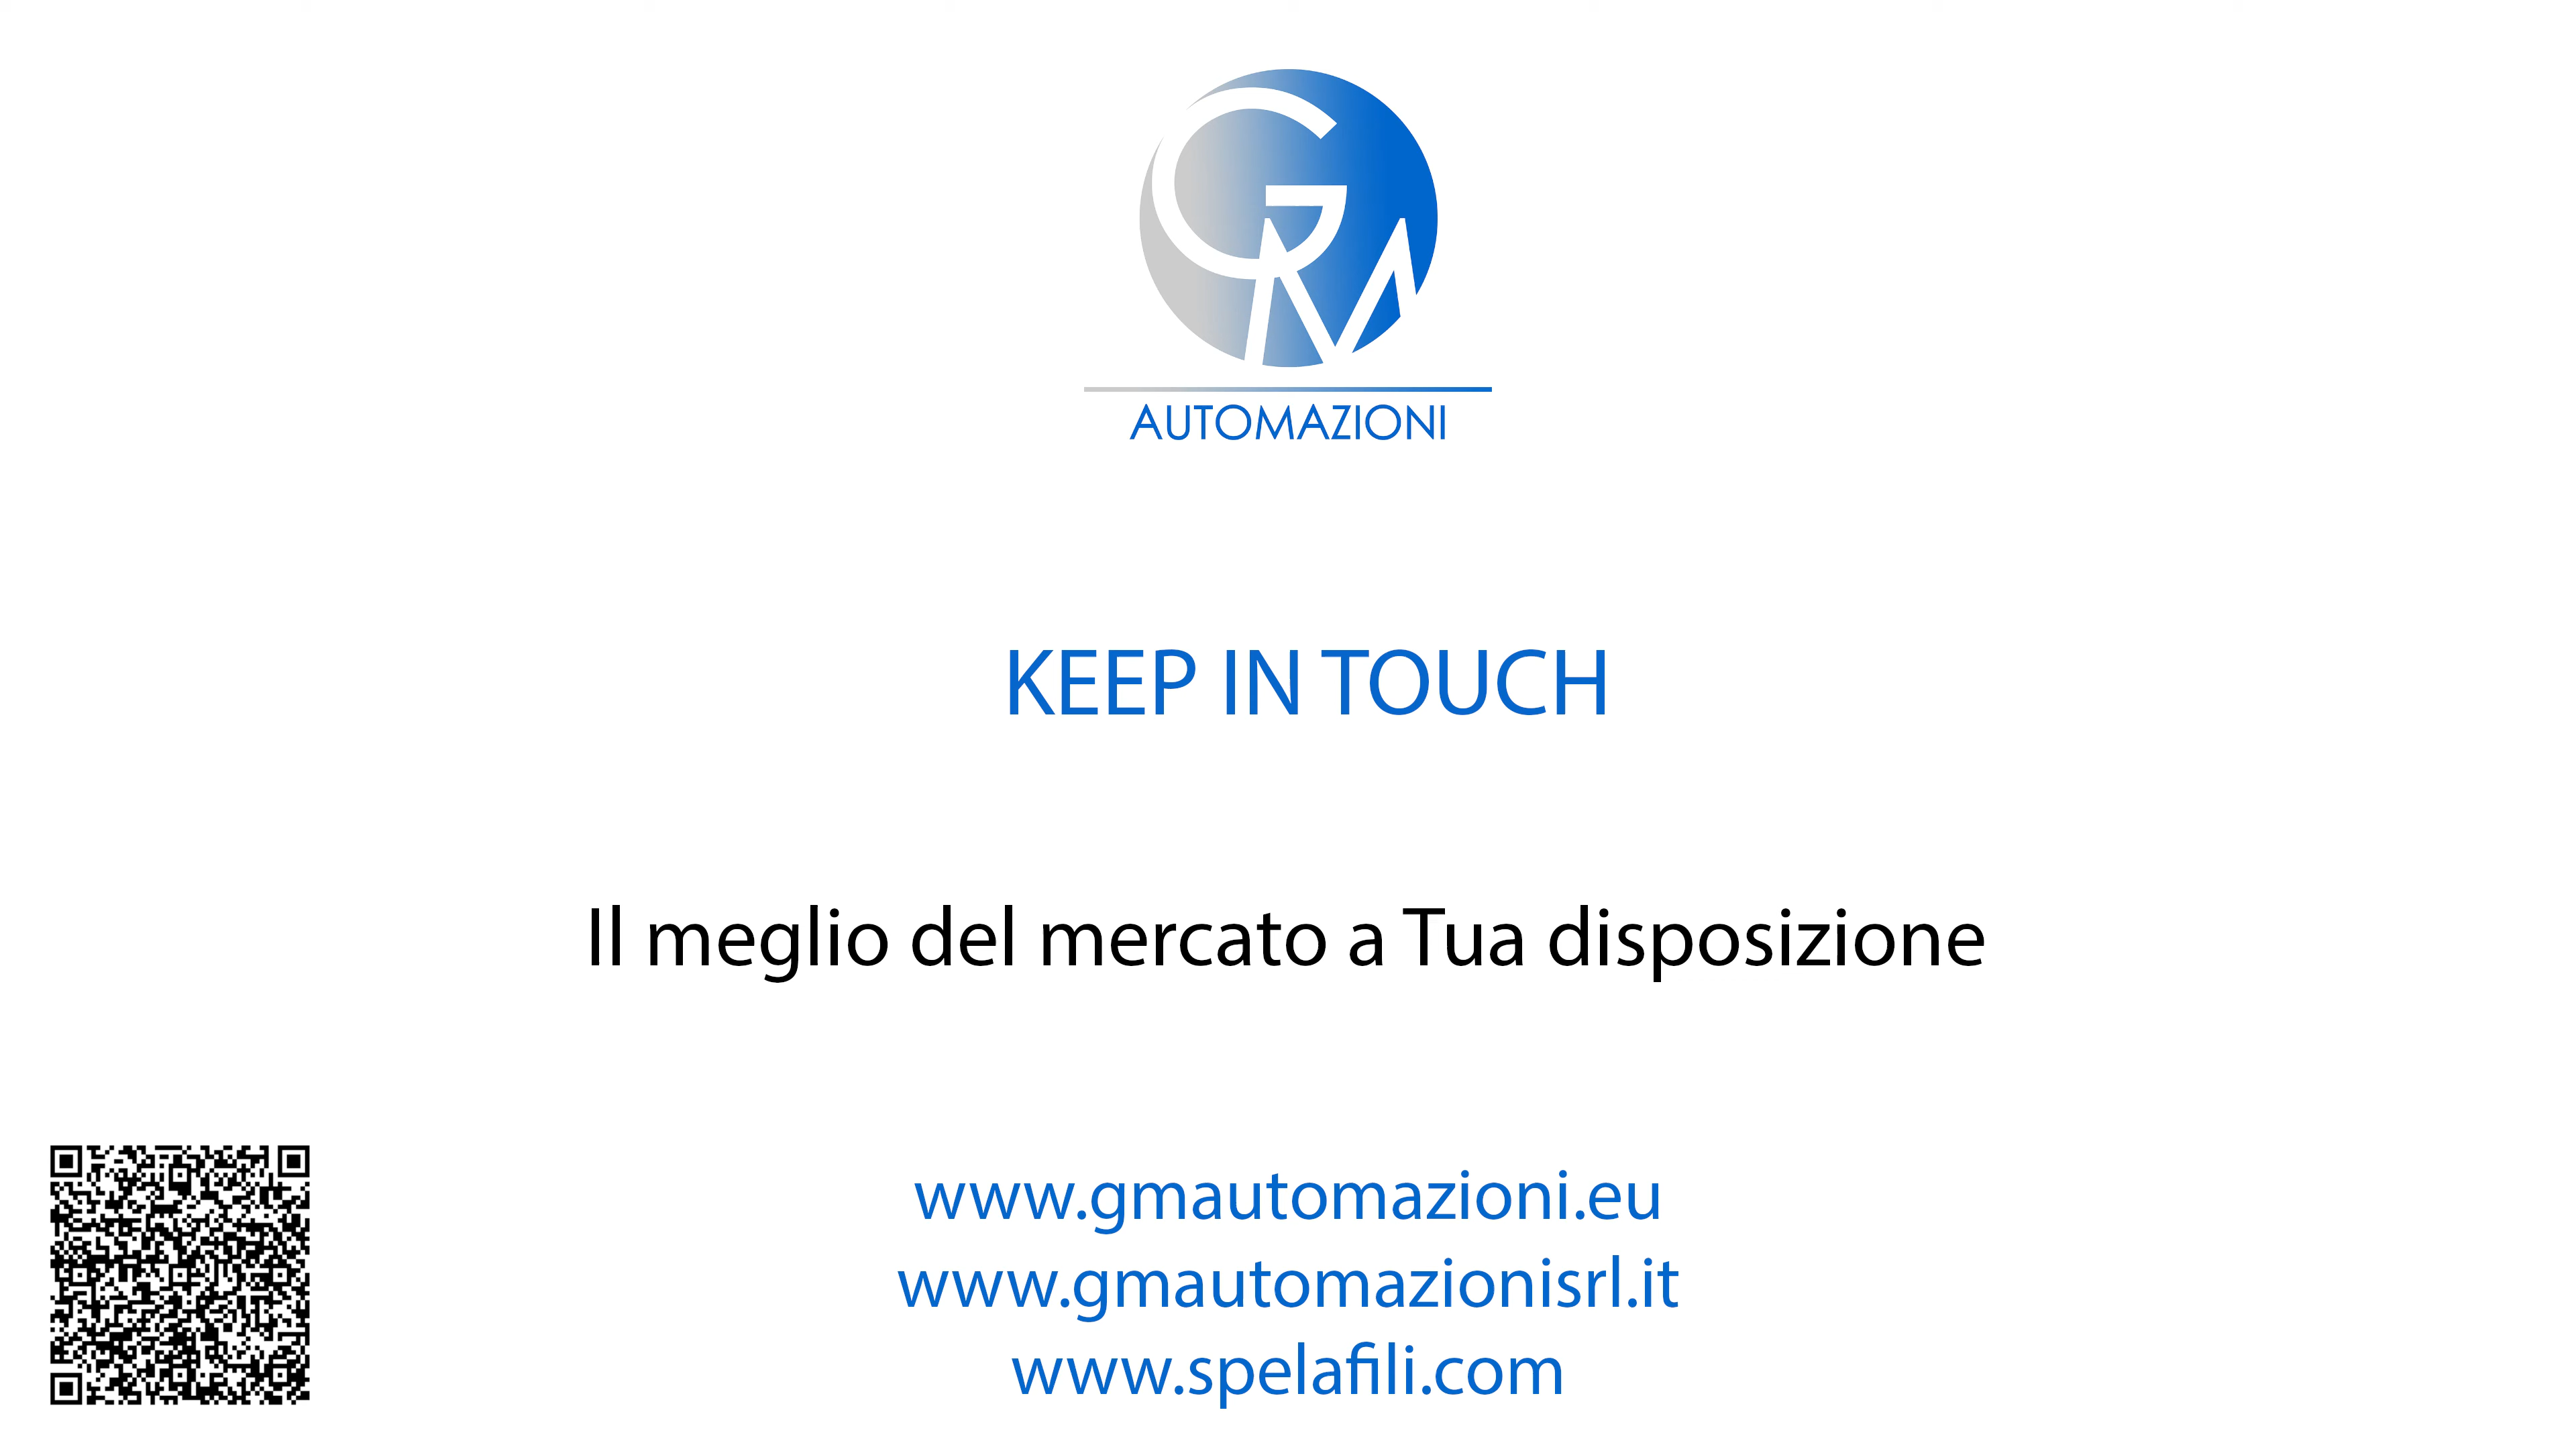 GM
AUTOMAZIONI
KEEP IN TOUCH
Il meglio del mercato a Tua disposizione
www.gmautomazioni.eu
www.gmautomazionisrl.it
www.spelafili.com